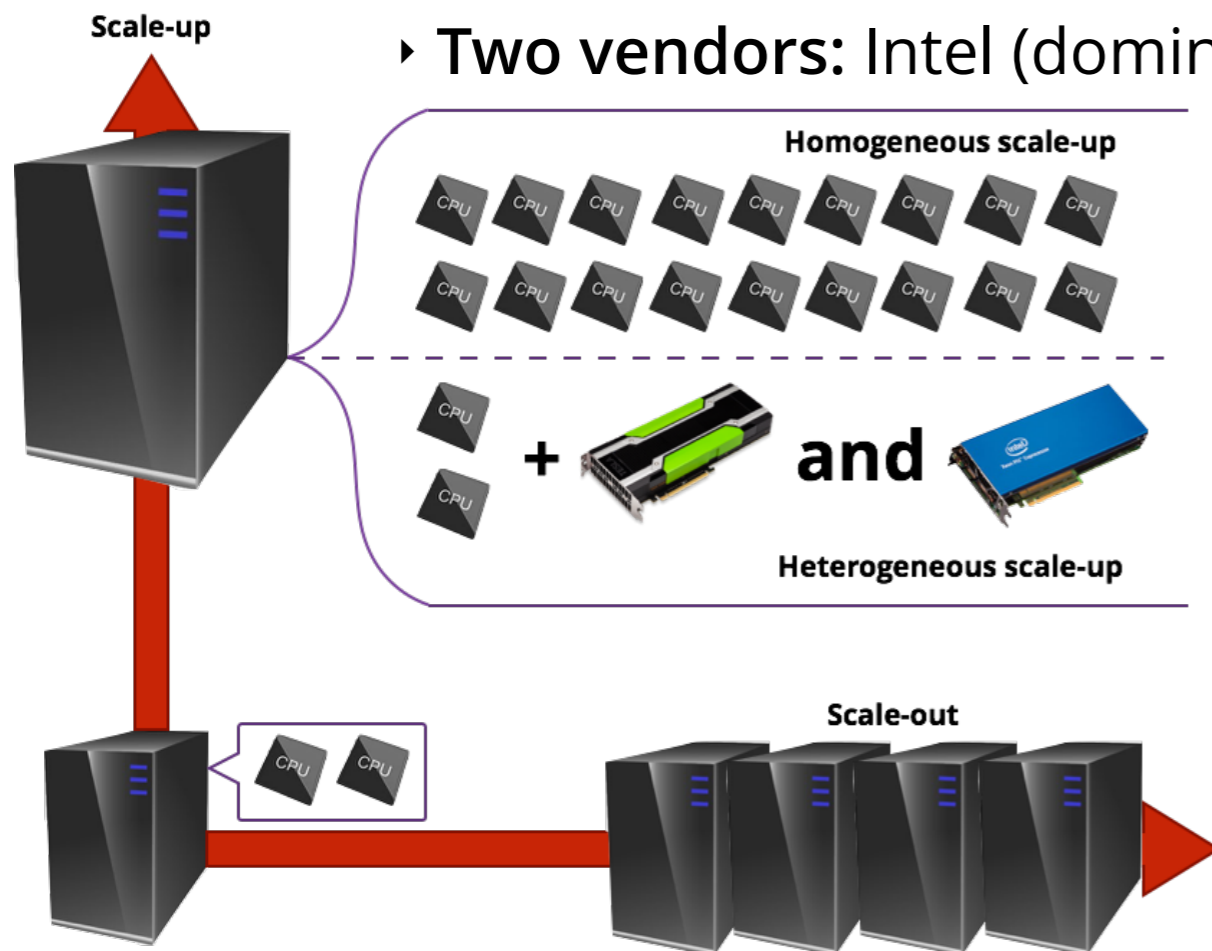 Scale-up
‣ Two vendors: Intel (domin
Homogeneous scale-up
CPU CPU CPU CPU CPU CPU CPU CPU CPU
CPU CPU CPU CPU CPU CPU CPU CPU CPU
CPU
+ and
intel
CPU
Heterogeneous scale-up
Scale-out
CPU CPU